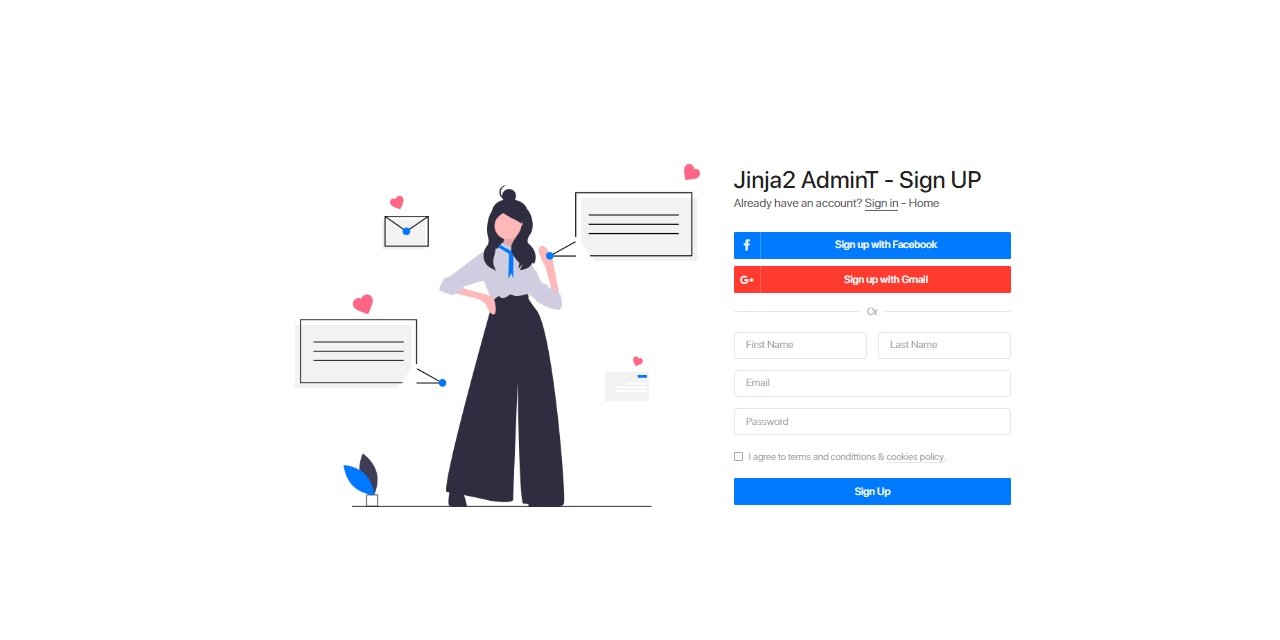 Jinja2 AdminT - Sign UP
Already have an account? Sign in - Home
Sign up with Facebook
G+ Sign up with Gmail
Or
First Name Last Name
Email
Password
I agree to terms and condittions & cookies policy.
Sign Up